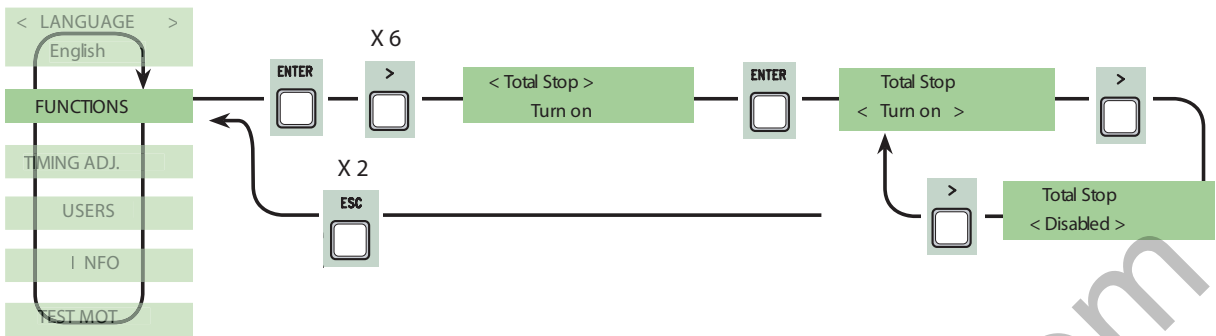 < LANGUAGE >
English
FUNCTIONS
TIMING ADJ.
USERS
I NFO
TEST MOT
ENTER
X 6
>
< Total Stop >
Turn on
ENTER
Total Stop
< Turn on >
>
Total Stop
< Disabled >
>
X 2
ESC
om